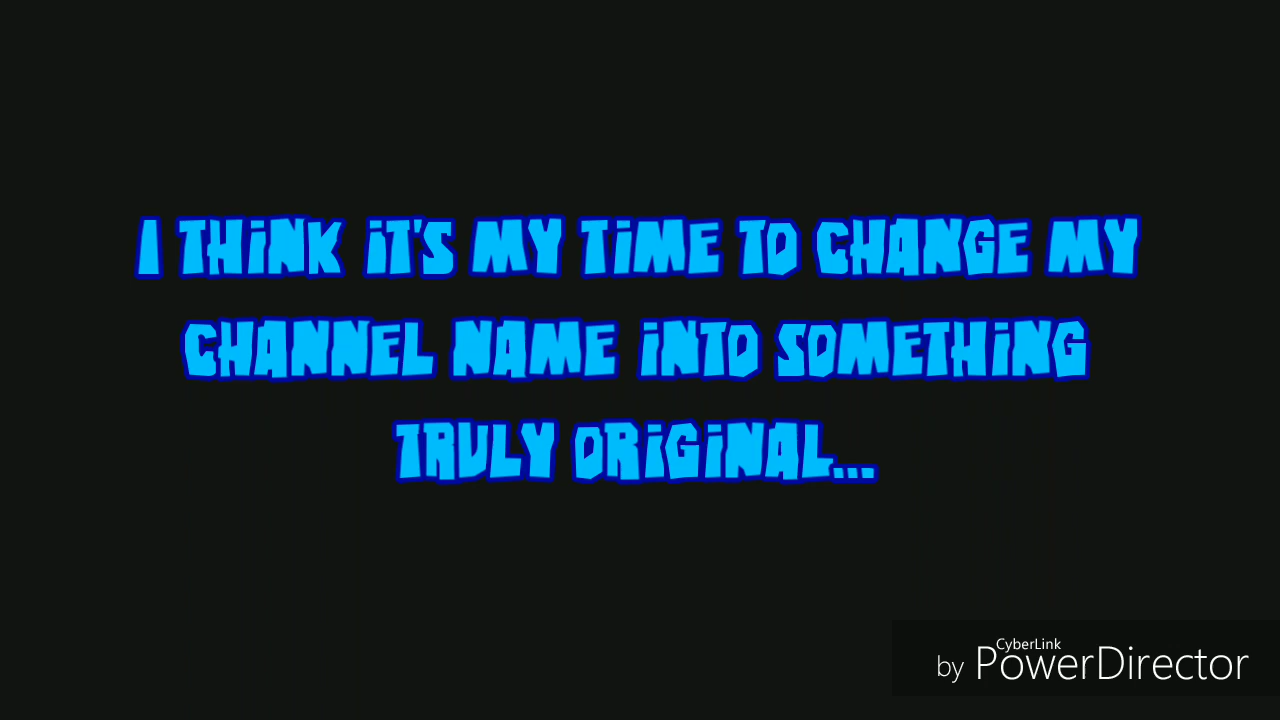 I THiNK iT'S MY TiME TO CHANGE MY
CHANNEL NAME iNTO SOMETHiNG
TRULY ORiGiNAL...
CyberLink
by PowerDirector